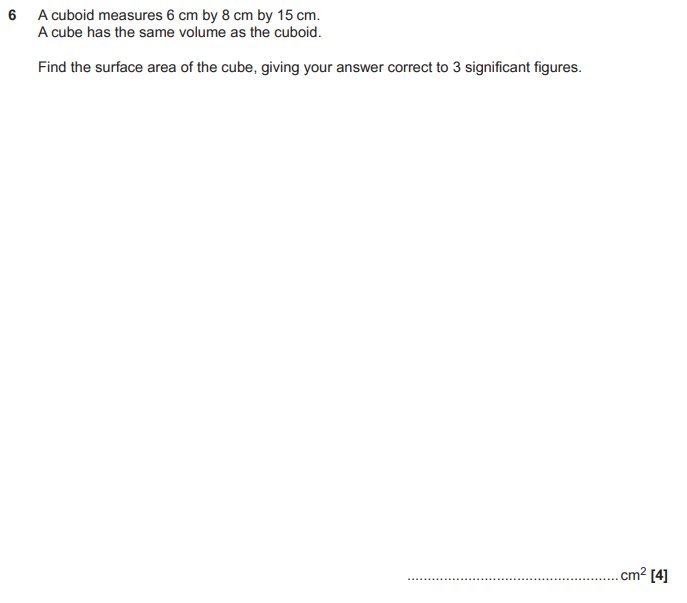 6 A cuboid measures 6 cm by 8 cm by 15 cm.
A cube has the same volume as the cuboid.
Find the surface area of the cube, giving your answer correct to 3 significant figures.
..................................................... cm² [4]